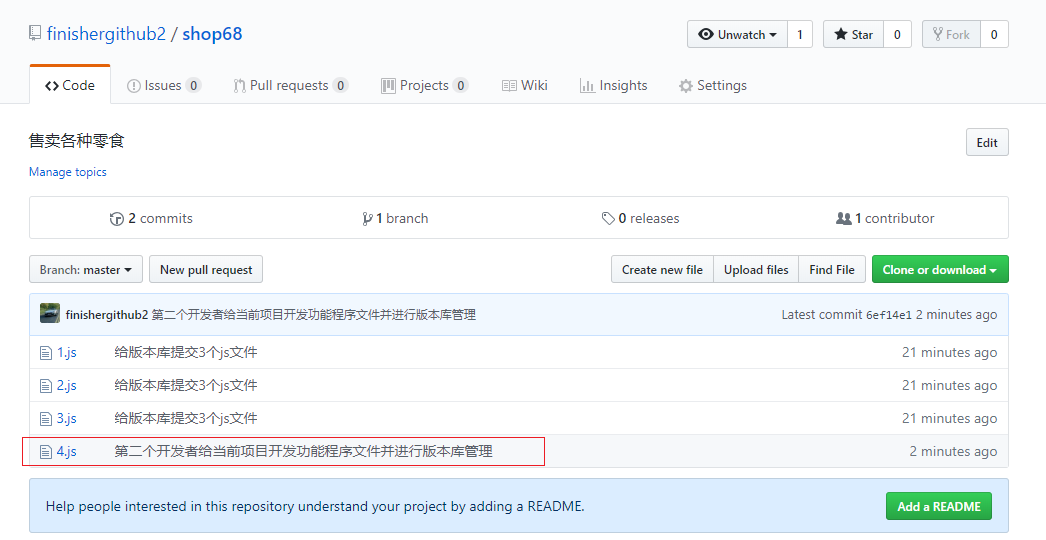 finishergithub2 / shop68 Unwatch 1 Star 0 Fork 0
Code Issues 0 Pull requests 0 Projects 0 Wiki Insights Settings
售卖各种零食 Edit
Manage topics
2 commits 1 branch 0 releases 1 contributor
Branch: master New pull request Create new file Upload files Find File Clone or download
finishergithub2 第二个开发者给当前项目开发功能程序文件并进行版本库管理 Latest commit 6ef14e1 2 minutes ago
1.js 给版本库提交3个js文件 21 minutes ago
2.js 给版本库提交3个js文件 21 minutes ago
3.js 给版本库提交3个js文件 21 minutes ago
4.js 第二个开发者给当前项目开发功能程序文件并进行版本库管理 2 minutes ago
Help people interested in this repository understand your project by adding a README. Add a README